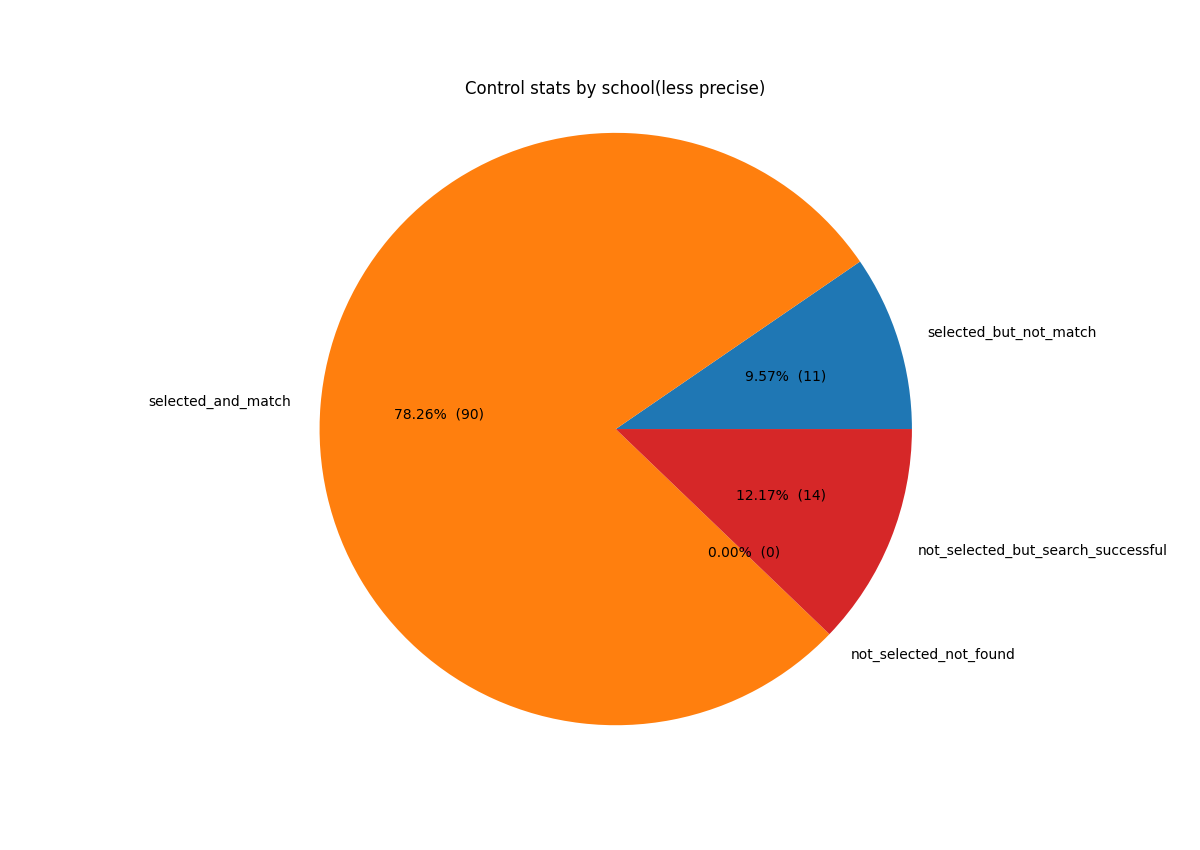 Control stats by school(less precise)
selected_but_not_match
9.57%  (11)
selected_and_match
78.26%  (90)
12.17%  (14)
not_selected_but_search_successful
0.00%  (0)
not_selected_not_found